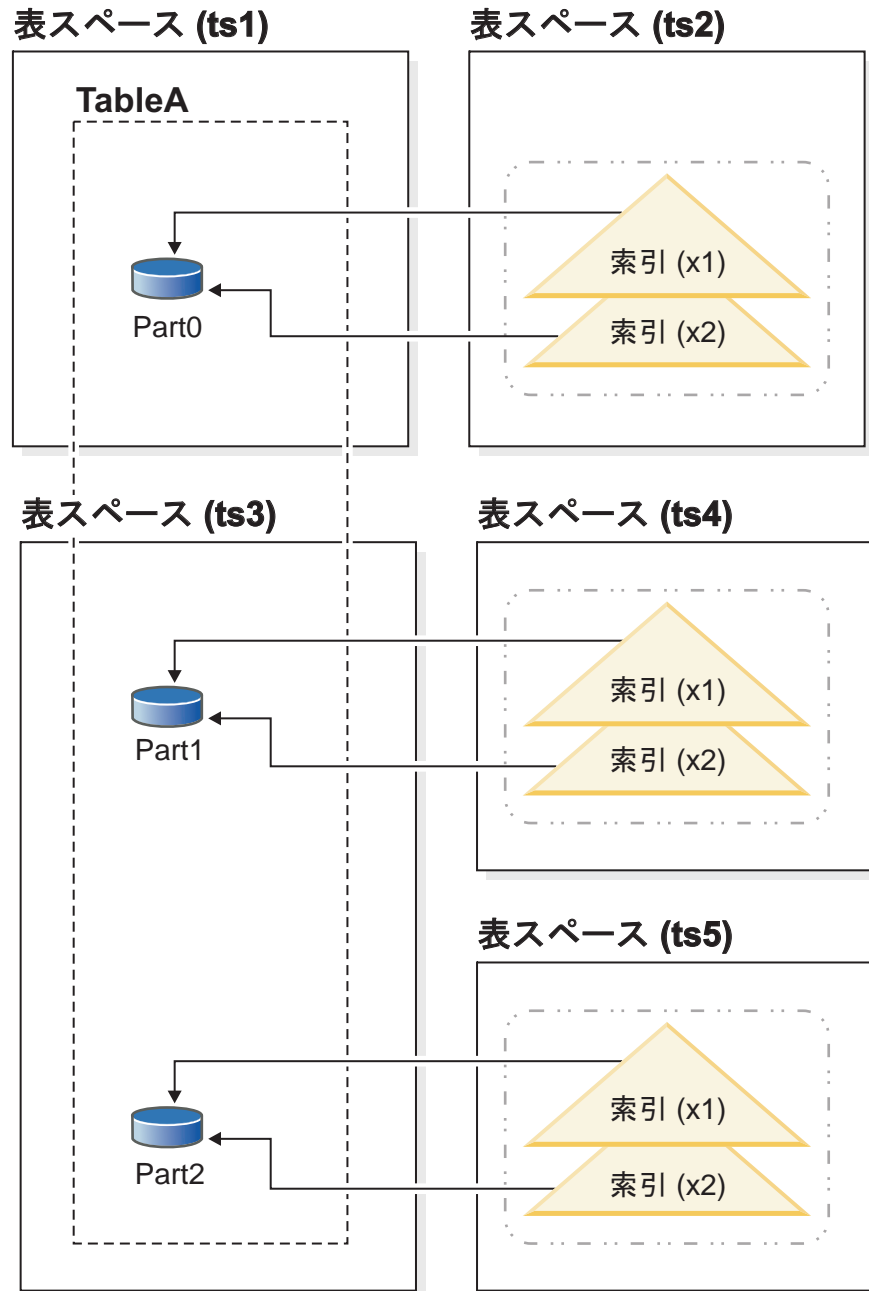 表スペース (ts1)
表スペース (ts2)
TableA
索引 (x1)
Part0
索引 (x2)
表スペース (ts3)
表スペース (ts4)
索引 (x1)
Part1
索引 (x2)
表スペース (ts5)
索引 (x1)
Part2
索引 (x2)